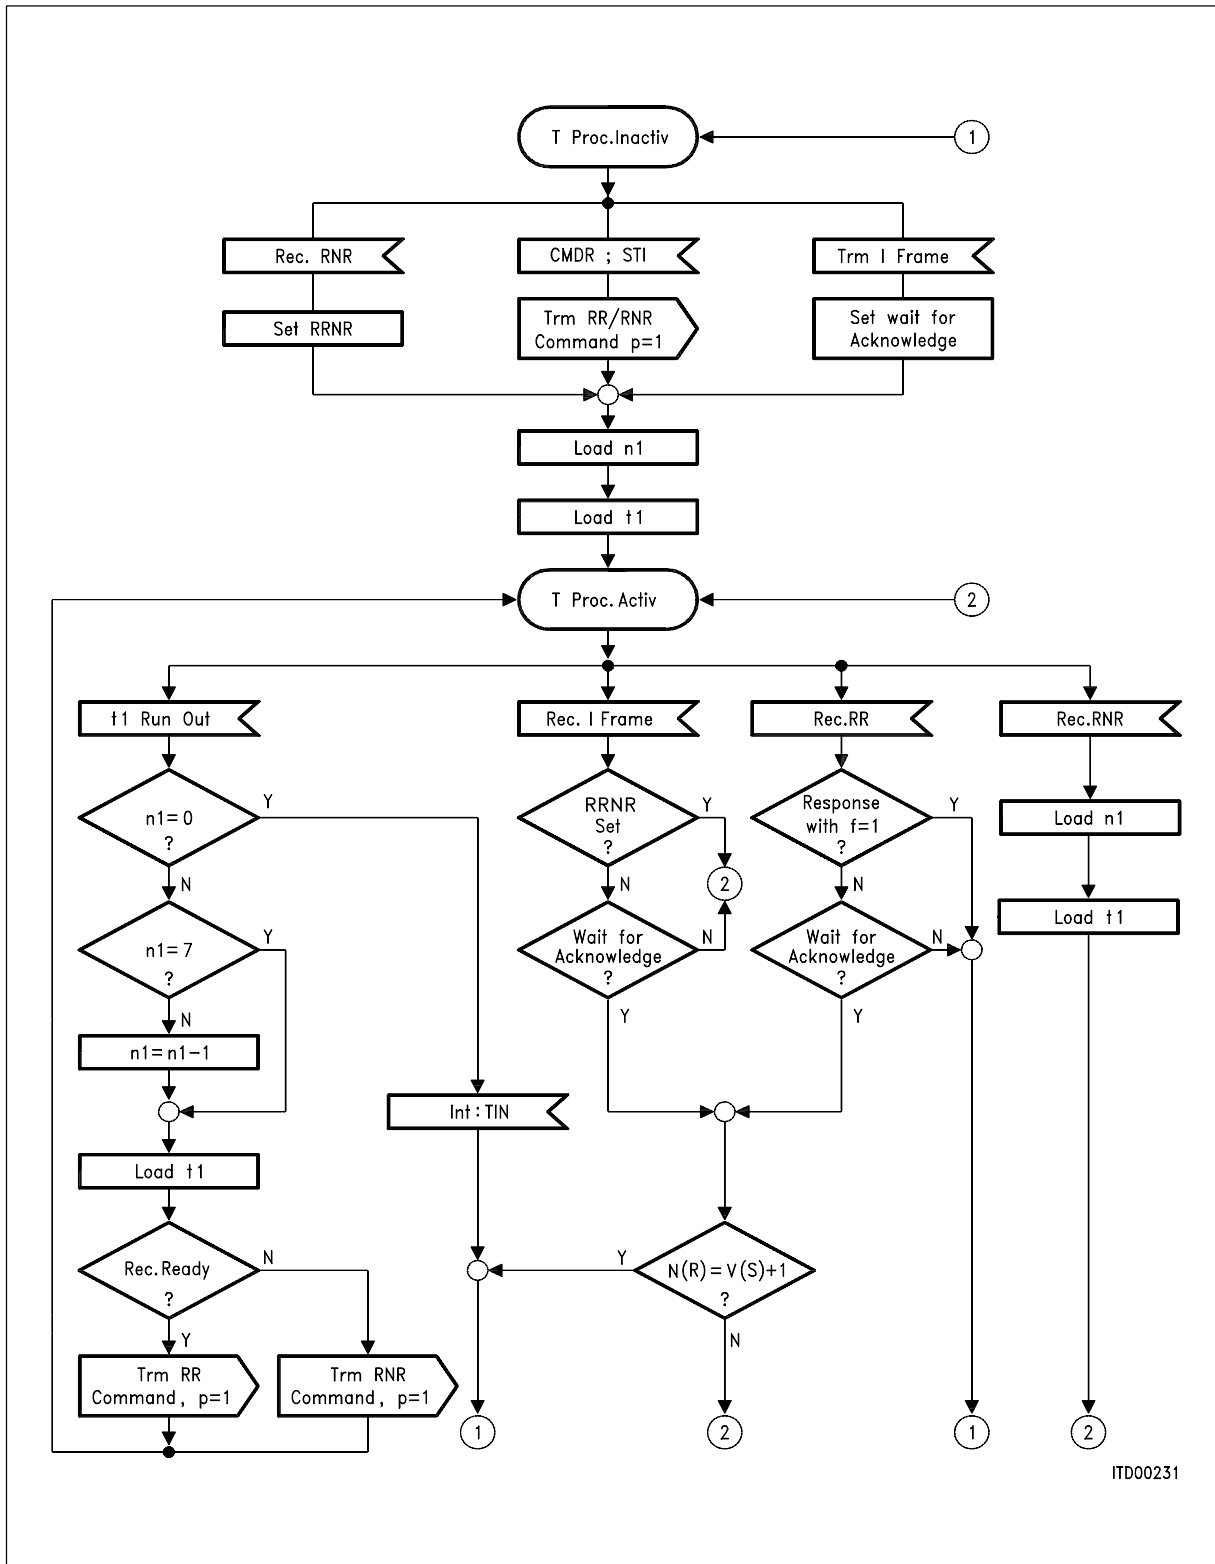 T Proc.Inactiv
1
Rec. RNR
CMDR ; STI
Trm I Frame
Set RRNR
Trm RR/RNR
Command p=1
Set wait for
Acknowledge
Load n1
Load t1
T Proc.Activ
2
t1 Run Out
Rec. I Frame
Rec.RR
Rec.RNR
n1=0
?
Y
N
RRNR
Set
?
Y
N
Response
with f=1
?
Y
N
Load n1
2
n1=7
?
Y
N
Wait for
Acknowledge
?
N
Y
Wait for
Acknowledge
?
N
Y
Load t1
n1=n1-1
Int:TIN
Load t1
Rec.Ready
?
N
Y
N(R)=V(S)+1
?
Y
N
Trm RR
Command, p=1
Trm RNR
Command, p=1
1
2
1
2
ITD00231